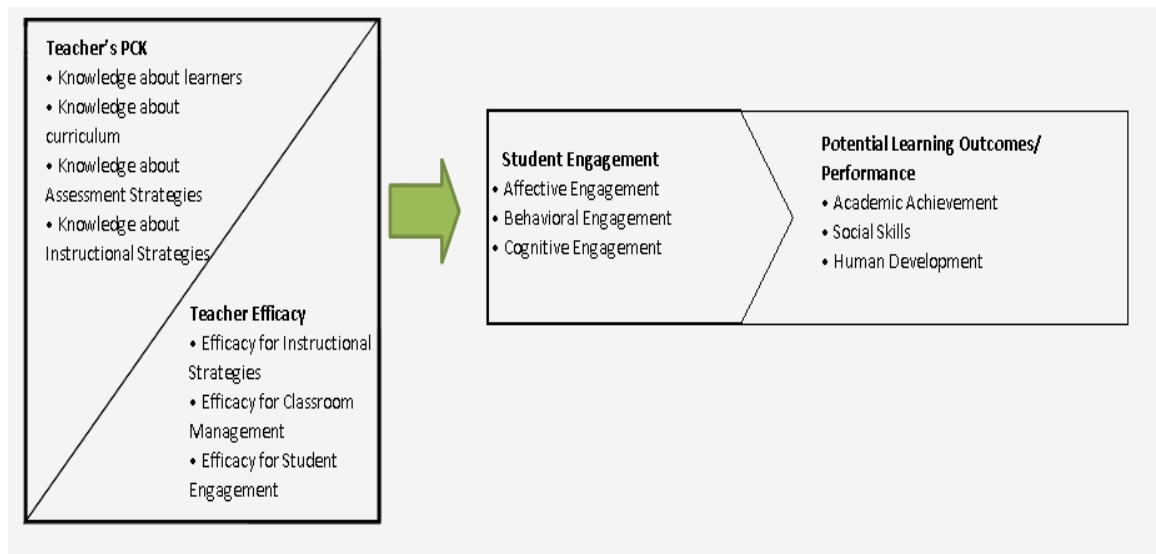 Teacher's PCK
• Knowledge about learners
• Knowledge about
curriculum
• Knowledge about
Assessment Strategies
• Knowledge about
Instructional Strategies
Teacher Efficacy
• Efficacy for Instructional
Strategies
• Efficacy for Classroom
Management
• Efficacy for Student
Engagement
Student Engagement
• Affective Engagement
• Behavioral Engagement
• Cognitive Engagement
Potential Learning Outcomes/
Performance
• Academic Achievement
• Social Skills
• Human Development